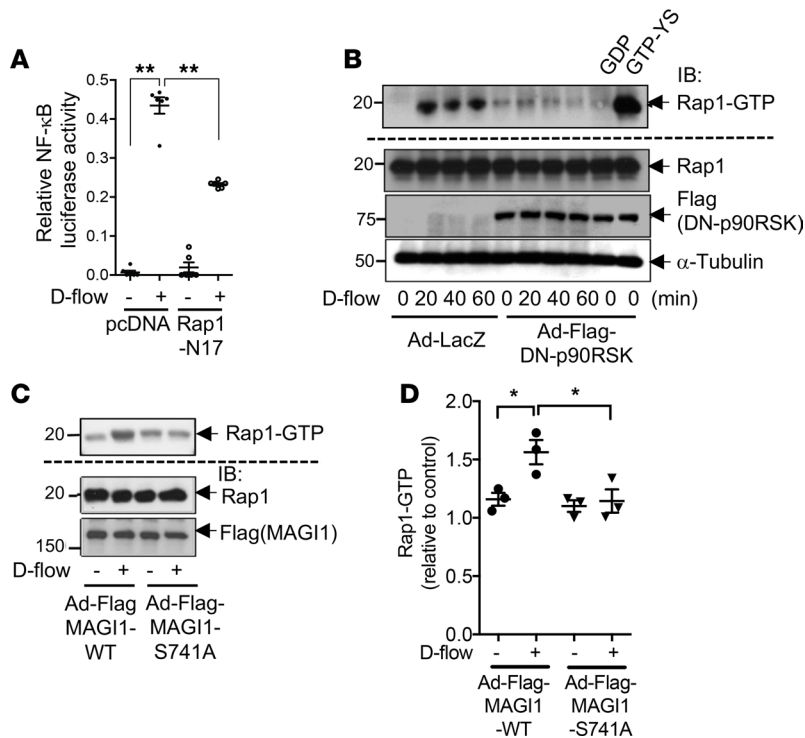 A
Relative NF-κB
luciferase activity
0.5
0.4
0.3
0.2
0.1
0.0
** **
D-flow - + - +
pcDNA Rap1
-N17
B
GDP
GTP-YS
IB:
20 Rap1-GTP
20 Rap1
75 Flag
(DN-p90RSK)
50 α-Tubulin
D-flow 0 20 40 60 0 20 40 60 0 0 (min)
Ad-LacZ Ad-Flag-
DN-p90RSK
C
20 Rap1-GTP
IB:
20 Rap1
150 Flag(MAGI1)
D-flow - + - +
Ad-Flag Ad-Flag-
MAGI1- MAGI1-
WT S741A
D
Rap1-GTP
(relative to control)
2.0
1.5
1.0
0.5
0.0
* *
D-flow - + - +
Ad-Flag- Ad-Flag-
MAGI1 MAGI1
-WT -S741A